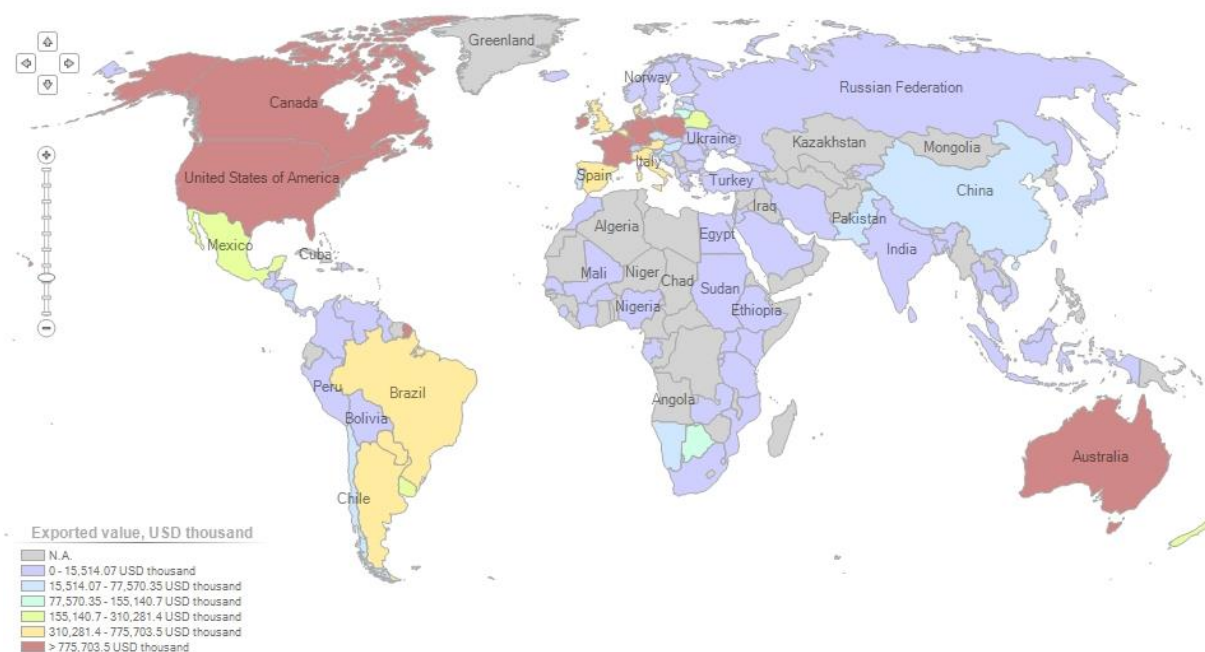 Greenland
Norway
Canada
Russian Federation
Ukraine
Kazakhstan
Mongolia
United States of America
Italy
Spain
Turkey
China
Iraq
Pakistan
Algeria
Egypt
India
Mexico
Cuba
Mali
Niger
Chad
Sudan
Nigeria
Ethiopia
Peru
Brazil
Angola
Bolivia
Australia
Chile
Exported value, USD thousand
N.A.
0 - 15,514.07 USD thousand
15,514.07 - 77,570.35 USD thousand
77,570.35 - 155,140.7 USD thousand
155,140.7 - 310,281.4 USD thousand
310,281.4 - 775,703.5 USD thousand
> 775,703.5 USD thousand